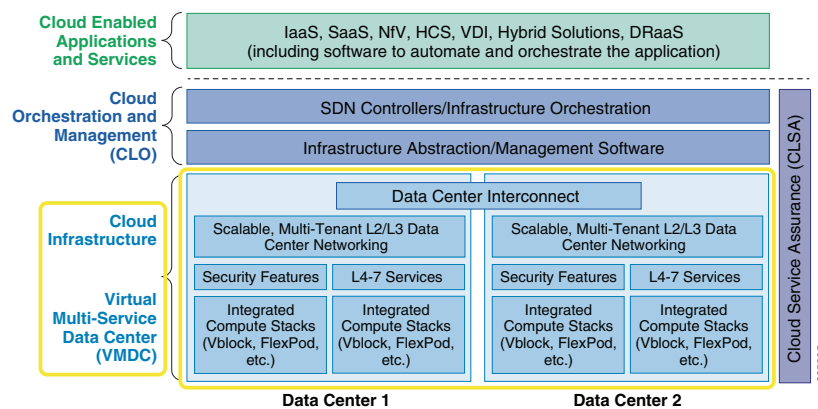 Cloud Enabled
Applications
and Services
IaaS, SaaS, NfV, HCS, VDI, Hybrid Solutions, DRaaS
(including software to automate and orchestrate the application)
Cloud
Orchestration and
Management
(CLO)
SDN Controllers/Infrastructure Orchestration
Infrastructure Abstraction/Management Software
Cloud Service Assurance (CLSA)
Cloud
Infrastructure
Virtual
Multi-Service
Data Center
(VMDC)
Data Center Interconnect
Scalable, Multi-Tenant L2/L3 Data
Center Networking
Security Features
L4-7 Services
Integrated
Compute Stacks
(Vblock, FlexPod,
etc.)
Integrated
Compute Stacks
(Vblock, FlexPod,
etc.)
Scalable, Multi-Tenant L2/L3 Data
Center Networking
Security Features
L4-7 Services
Integrated
Compute Stacks
(Vblock, FlexPod,
etc.)
Integrated
Compute Stacks
(Vblock, FlexPod,
etc.)
Data Center 1
Data Center 2